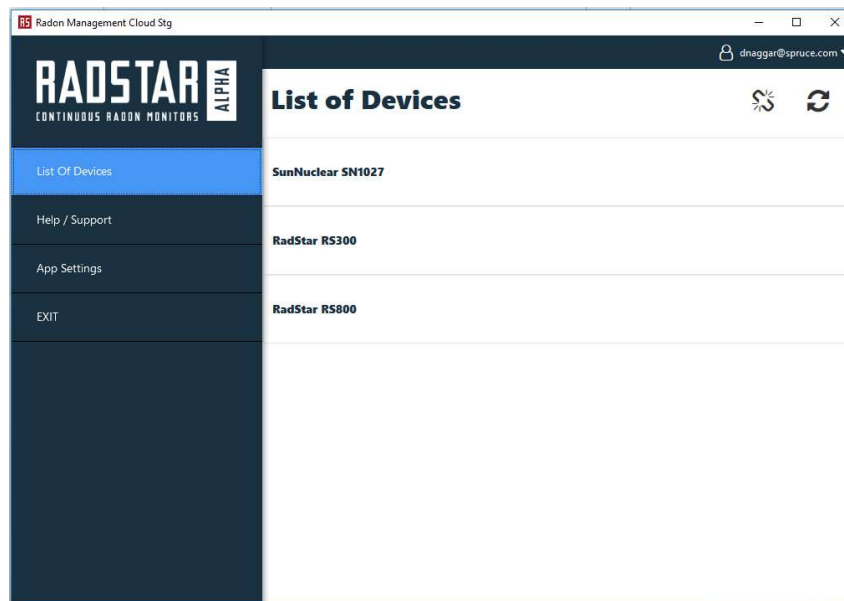 RS Radon Management Cloud Stg
dnaggar@spruce.com
RADSTAR ALPHA
CONTINUOUS RADON MONITORS
List of Devices
List Of Devices
Help / Support
App Settings
EXIT
SunNuclear SN1027
RadStar RS300
RadStar RS800